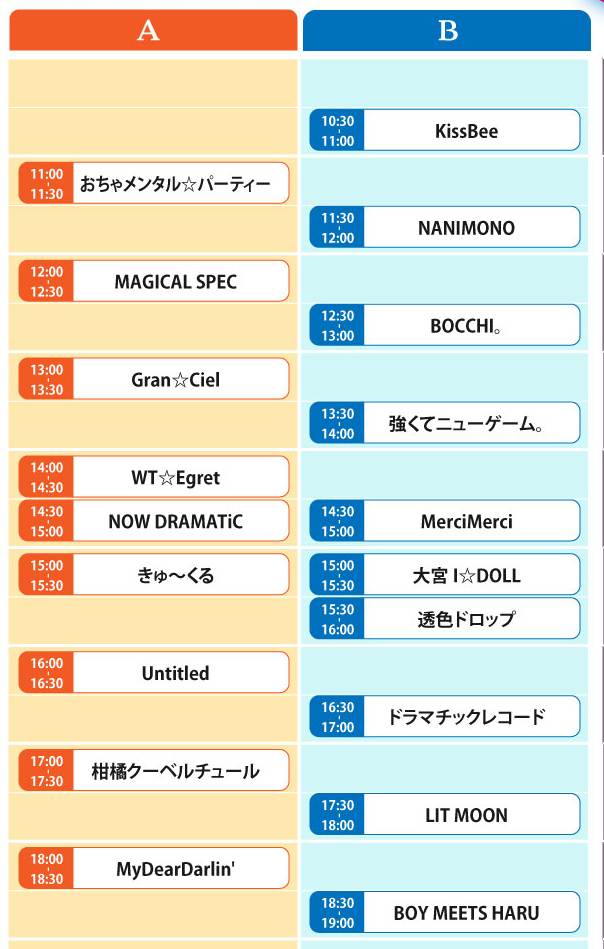 A
B
10:30
11:00
KissBee
11:00
11:30
おちゃメンタル☆パーティー
11:30
12:00
NANIMONO
12:00
12:30
MAGICAL SPEC
12:30
13:00
BOCCHI。
13:00
13:30
Gran☆Ciel
13:30
14:00
強くてニューゲーム。
14:00
14:30
WT☆Egret
14:30
15:00
NOW DRAMATiC
14:30
15:00
MerciMerci
15:00
15:30
きゅ〜くる
15:00
15:30
大宮 I☆DOLL
15:30
16:00
透色ドロップ
16:00
16:30
Untitled
16:30
17:00
ドラマチックレコード
17:00
17:30
柑橘クーベルチュール
17:30
18:00
LIT MOON
18:00
18:30
MyDearDarlin'
18:30
19:00
BOY MEETS HARU